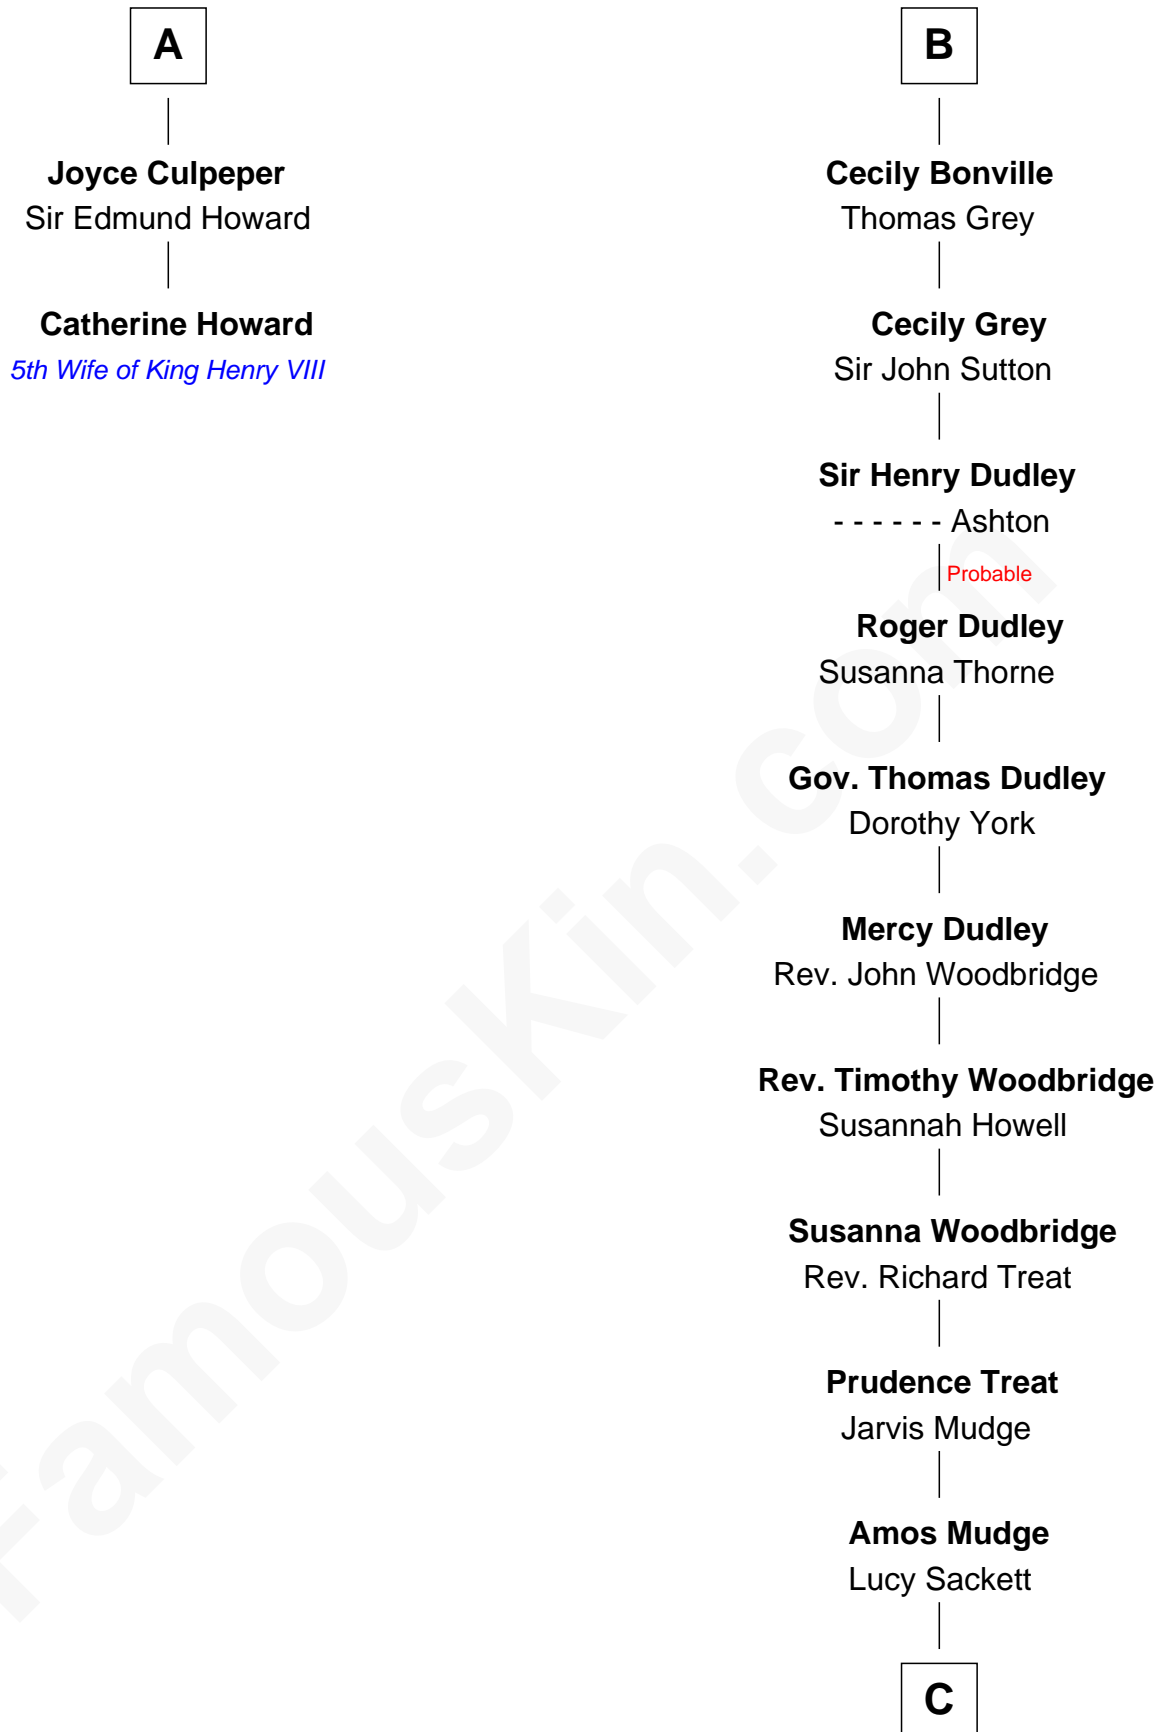 A
Joyce Culpeper
Sir Edmund Howard
Catherine Howard
5th Wife of King Henry VIII
B
Cecily Bonville
Thomas Grey
Cecily Grey
Sir John Sutton
Sir Henry Dudley
- - - - - - Ashton
Probable
Roger Dudley
Susanna Thorne
Gov. Thomas Dudley
Dorothy York
Mercy Dudley
Rev. John Woodbridge
Rev. Timothy Woodbridge
Susannah Howell
Susanna Woodbridge
Rev. Richard Treat
Prudence Treat
Jarvis Mudge
Amos Mudge
Lucy Sackett
C
FamousKin.com